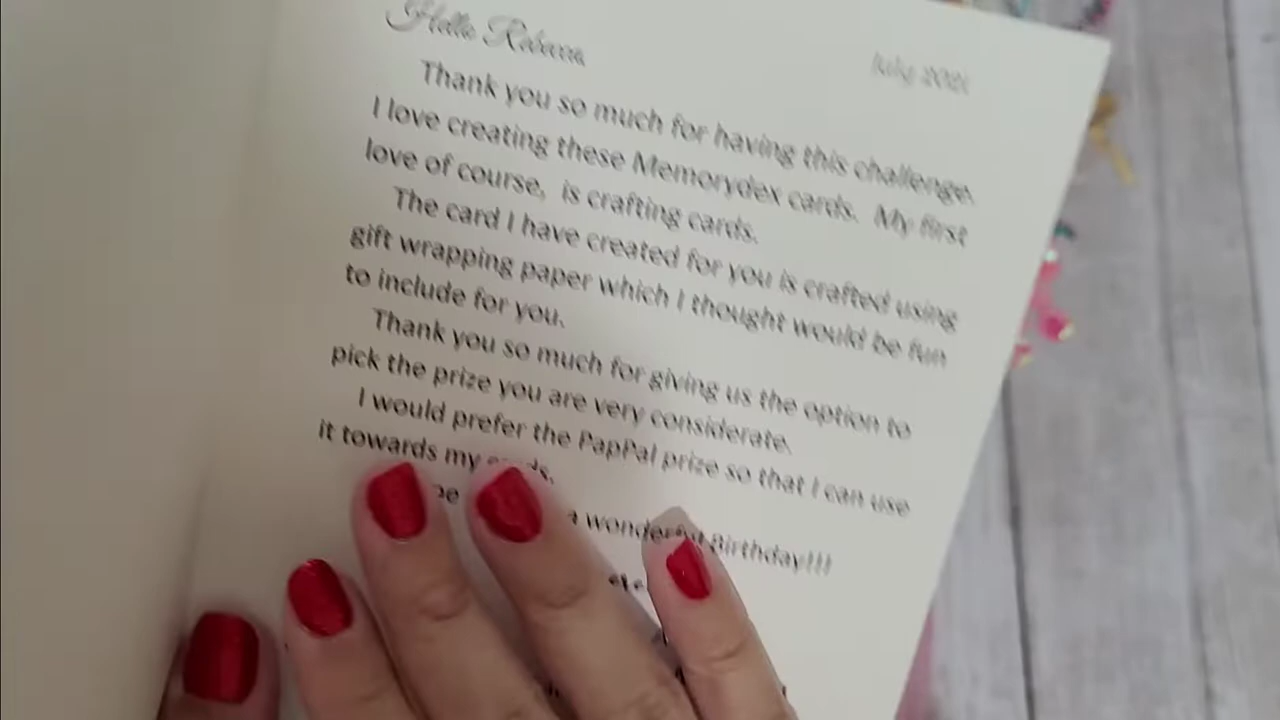 Hello Rebecca
July 2021
Thank you so much for having this challenge.
I love creating these Memorydex cards. My first
love of course, is crafting cards.
The card I have created for you is crafted using
gift wrapping paper which I thought would be fun
to include for you.
Thank you so much for giving us the option to
pick the prize you are very considerate.
I would prefer the PapPal prize so that I can use
it towards my
a wonderful Birthday!!!